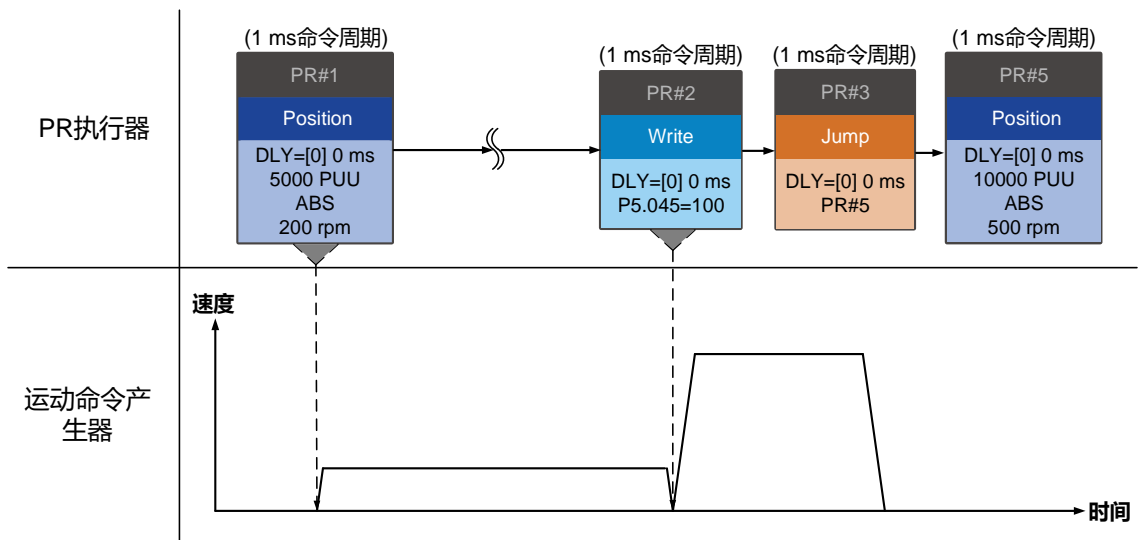 (1 ms命令周期)
(1 ms命令周期)
(1 ms命令周期)
(1 ms命令周期)
PR执行器
PR#1
Position
DLY=[0] 0 ms
5000 PUU
ABS
200 rpm
PR#2
Write
DLY=[0] 0 ms
P5.045=100
PR#3
Jump
DLY=[0] 0 ms
PR#5
PR#5
Position
DLY=[0] 0 ms
10000 PUU
ABS
500 rpm
运动命令产
生器
速度
时间